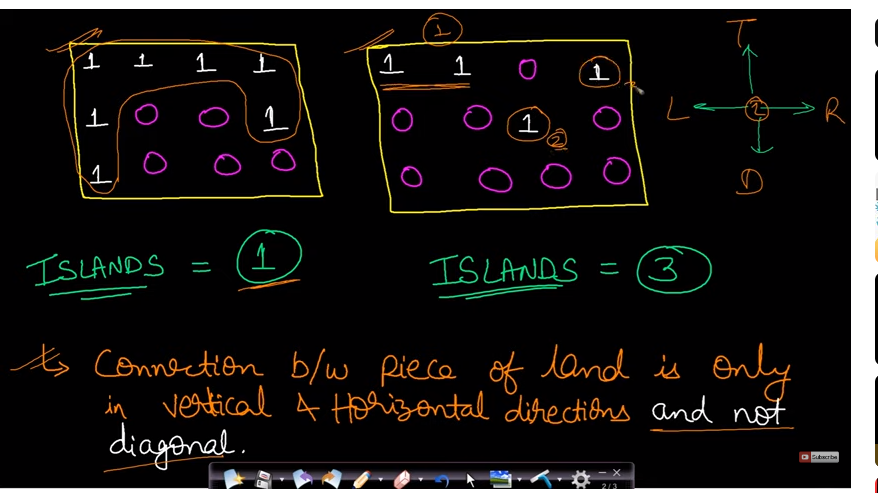 1
T
1 1 1 1
1 0 0 1
1 0 0 0
1 1 0 1
0 0 1 0
2
0 0 0 0
L 2 R
D
ISLANDS = 1
ISLANDS = 3
Connection b/w piece of land is only
in vertical & Horizontal directions and not
diagonal.
Subscribe
2/3